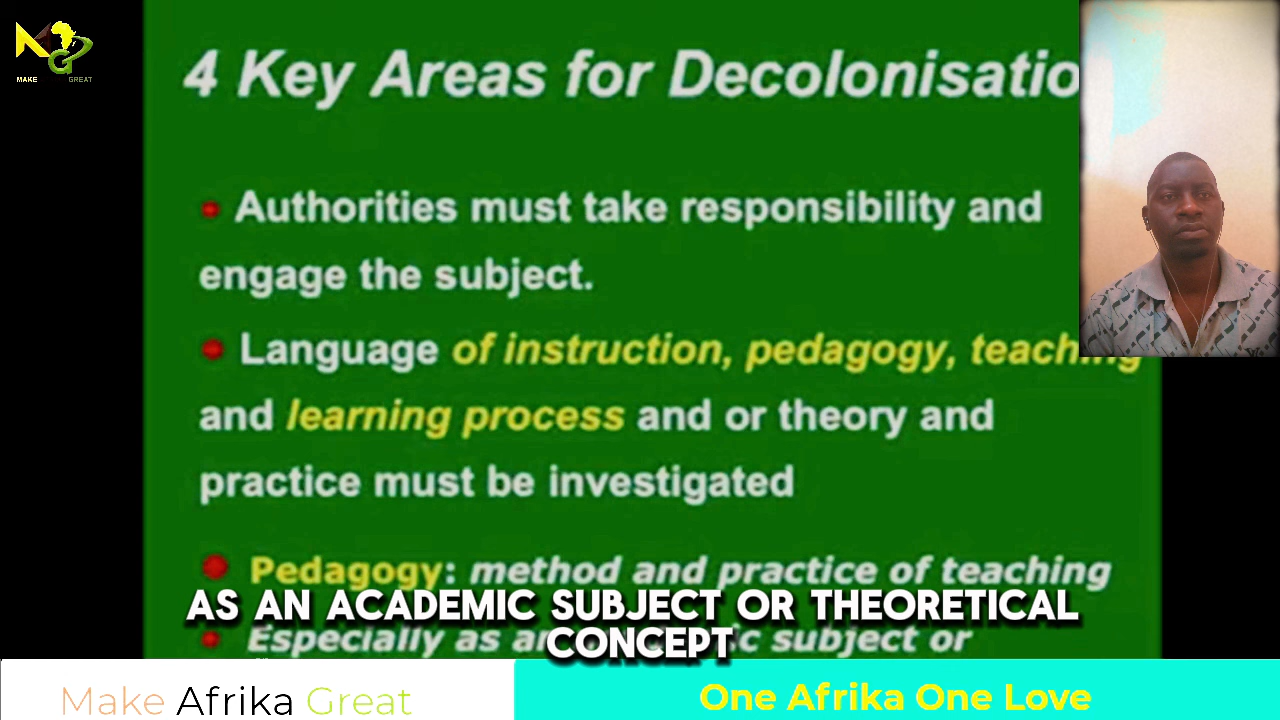 MAKE GREAT
4 Key Areas for Decolonisatio
Authorities must take responsibility and
engage the subject.
Language of instruction, pedagogy, teaching
and learning process and or theory and
practice must be investigated
Pedagogy: method and practice of teaching
AS AN ACADEMIC SUBJECT OR THEORETICAL
CONCEPT
Especially as an c subject or
Make Afrika Great
One Afrika One Love